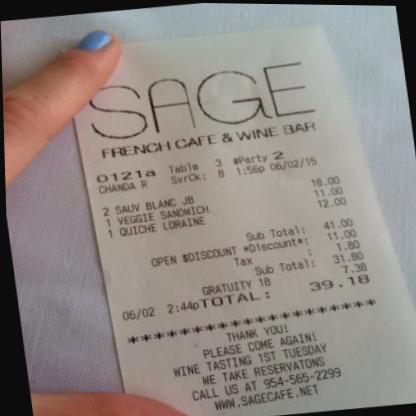 SAGE
FRENCH CAFE & WINE BAR
0121a Table 3 #Party 2
CHANDA R SvrCk: 8 1:56p 06/02/15
2 SAUV BLANC JB 18.00
1 VEGGIE SANDWICH 11.00
1 QUICHE LORAINE 12.00
Sub Total: 41.00
OPEN $DISCOUNT *Discount*: 11.00
Tax : 1.80
Sub Total: 31.80
GRATUITY 18 7.38
06/02 2:44p TOTAL: 39.18
******************************
THANK YOU!
PLEASE COME AGAIN!
WINE TASTING 1ST TUESDAY
WE TAKE RESERVATONS
CALL US AT 954-565-2299
WWW.SAGECAFE.NET